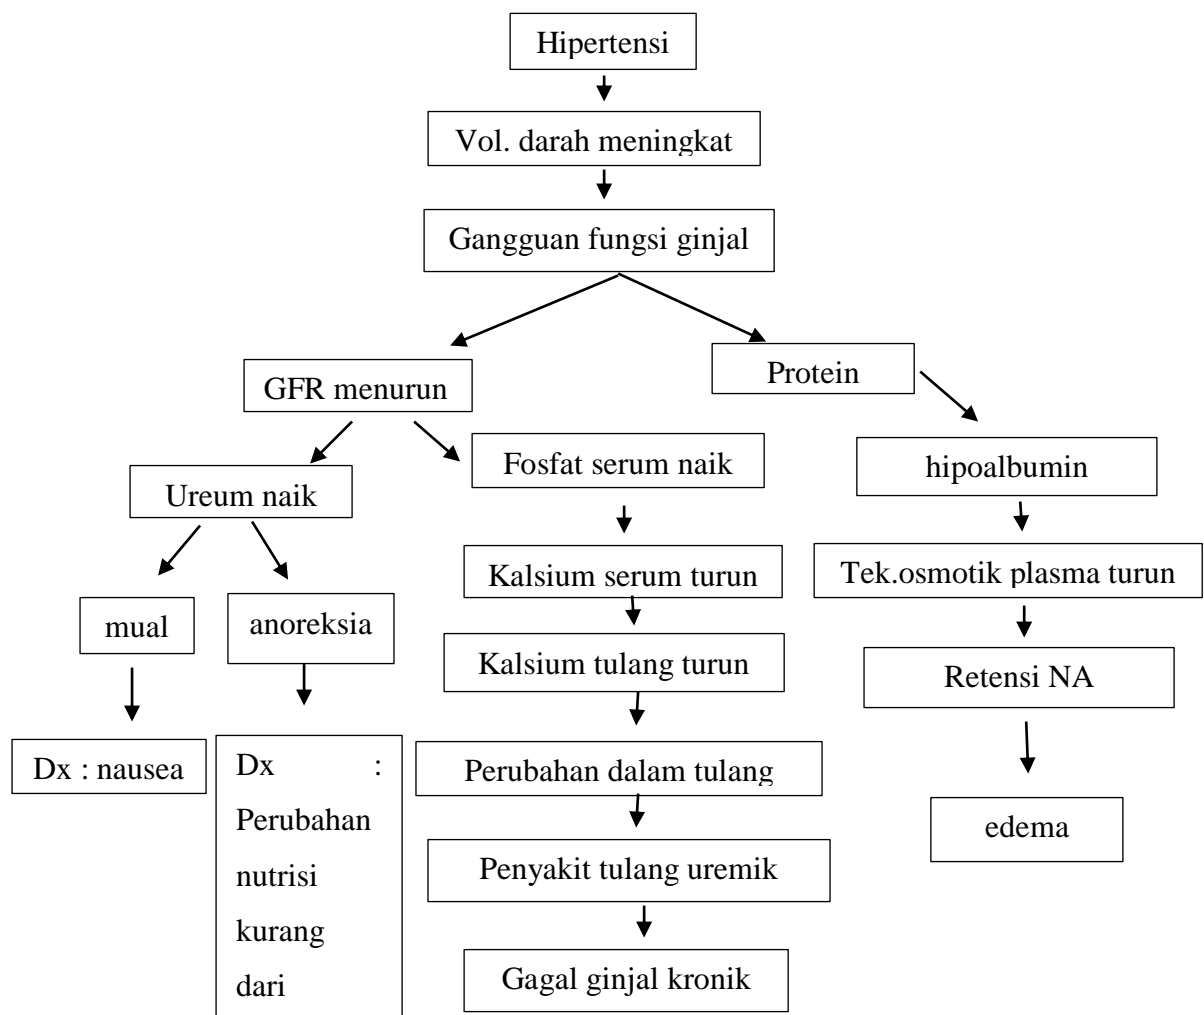 Hipertensi
Vol. darah meningkat
Gangguan fungsi ginjal
GFR menurun
Protein
Ureum naik
Fosfat serum naik
hipoalbumin
mual
anoreksia
Kalsium serum turun
Tek.osmotik plasma turun
Kalsium tulang turun
Retensi NA
Dx : nausea
Dx :
Perubahan
nutrisi
kurang
dari
Perubahan dalam tulang
edema
Penyakit tulang uremik
Gagal ginjal kronik